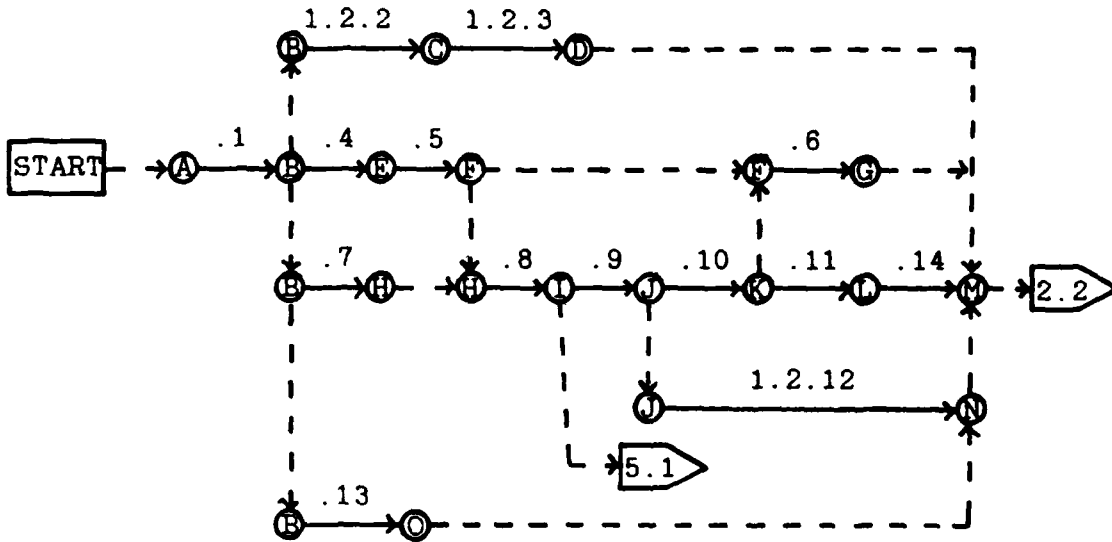 1.2.2 1.2.3
B C D
.1 .4 .5 .6
START A B E F F G
.7 .8 .9 .10 .11 .14
B H H I J K L M 2.2
1.2.12
J N
5.1
.13
B O